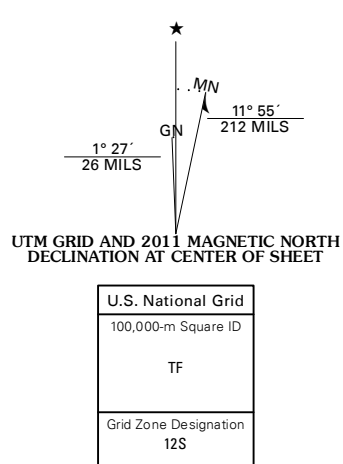 ★
MN
11° 55´
212 MILS
GN
1° 27´
26 MILS
UTM GRID AND 2011 MAGNETIC NORTH
DECLINATION AT CENTER OF SHEET
U.S. National Grid
100,000-m Square ID
TF
Grid Zone Designation
12S